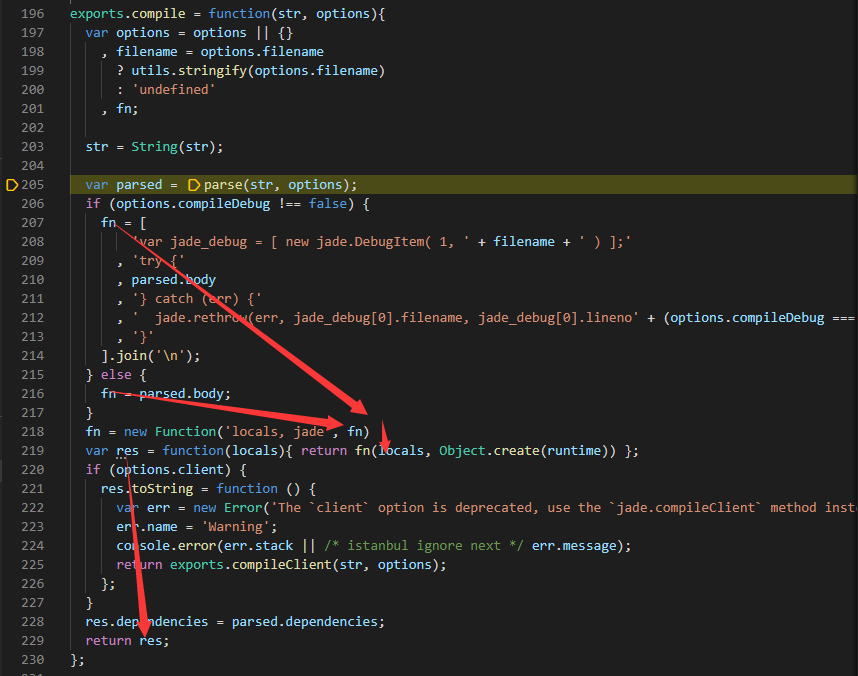 196 exports.compile = function(str, options){
197 var options = options || {}
198 , filename = options.filename
199 ? utils.stringify(options.filename)
200 : 'undefined'
201 , fn;
202
203 str = String(str);
204
205 var parsed = parse(str, options);
206 if (options.compileDebug !== false) {
207 fn = [
208 'var jade_debug = [ new jade.DebugItem( 1, ' + filename + ' ) ];'
209 , 'try {'
210 , parsed.body
211 , '} catch (err) {'
212 , '  jade.rethrow(err, jade_debug[0].filename, jade_debug[0].lineno' + (options.compileDebug ===
213 , '}'
214 ].join('\n');
215 } else {
216 fn = parsed.body;
217 }
218 fn = new Function('locals, jade', fn)
219 var res = function(locals){ return fn(locals, Object.create(runtime)) };
220 if (options.client) {
221 res.toString = function () {
222 var err = new Error('The `client` option is deprecated, use the `jade.compileClient` method inst
223 err.name = 'Warning';
224 console.error(err.stack || /* istanbul ignore next */ err.message);
225 return exports.compileClient(str, options);
226 };
227 }
228 res.dependencies = parsed.dependencies;
229 return res;
230 };